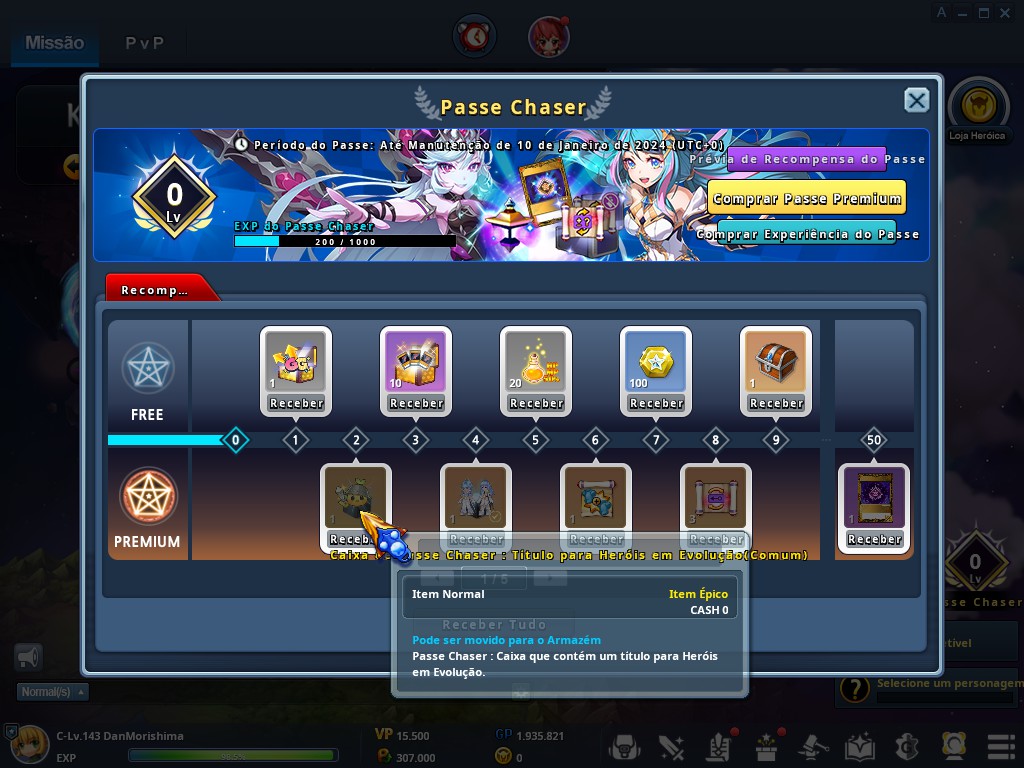 A
Missão
P v P
K
Passe Chaser
Loja Heróica
Período do Passe: Até Manutenção de 10 de Janeiro de 2024 (UTC+0)
Prévia de Recompensa do Passe
0
Lv
Comprar Passe Premium
EXP do Passe Chaser
200 / 1000
Comprar Experiência do Passe
Recomp...
FREE
1
Receber
10
Receber
20
Receber
100
Receber
1
Receber
0
1
2
3
4
5
6
7
8
9
50
PREMIUM
1
Receber
1
Receber
1
Receber
3
Receber
1
Receber
Passe Chaser : Título para Heróis em Evolução(Comum)
1 / 5
0
Lv
Item Normal
Item Épico
CASH 0
sse Chaser
Receber Tudo
Pode ser movido para o Armazém
Passe Chaser : Caixa que contém um título para Heróis
em Evolução.
tível
Selecione um personagem
Normal(/s)
C-Lv.143 DanMorishima
EXP
VP 15.500
GP 1.935.821
307.000
0